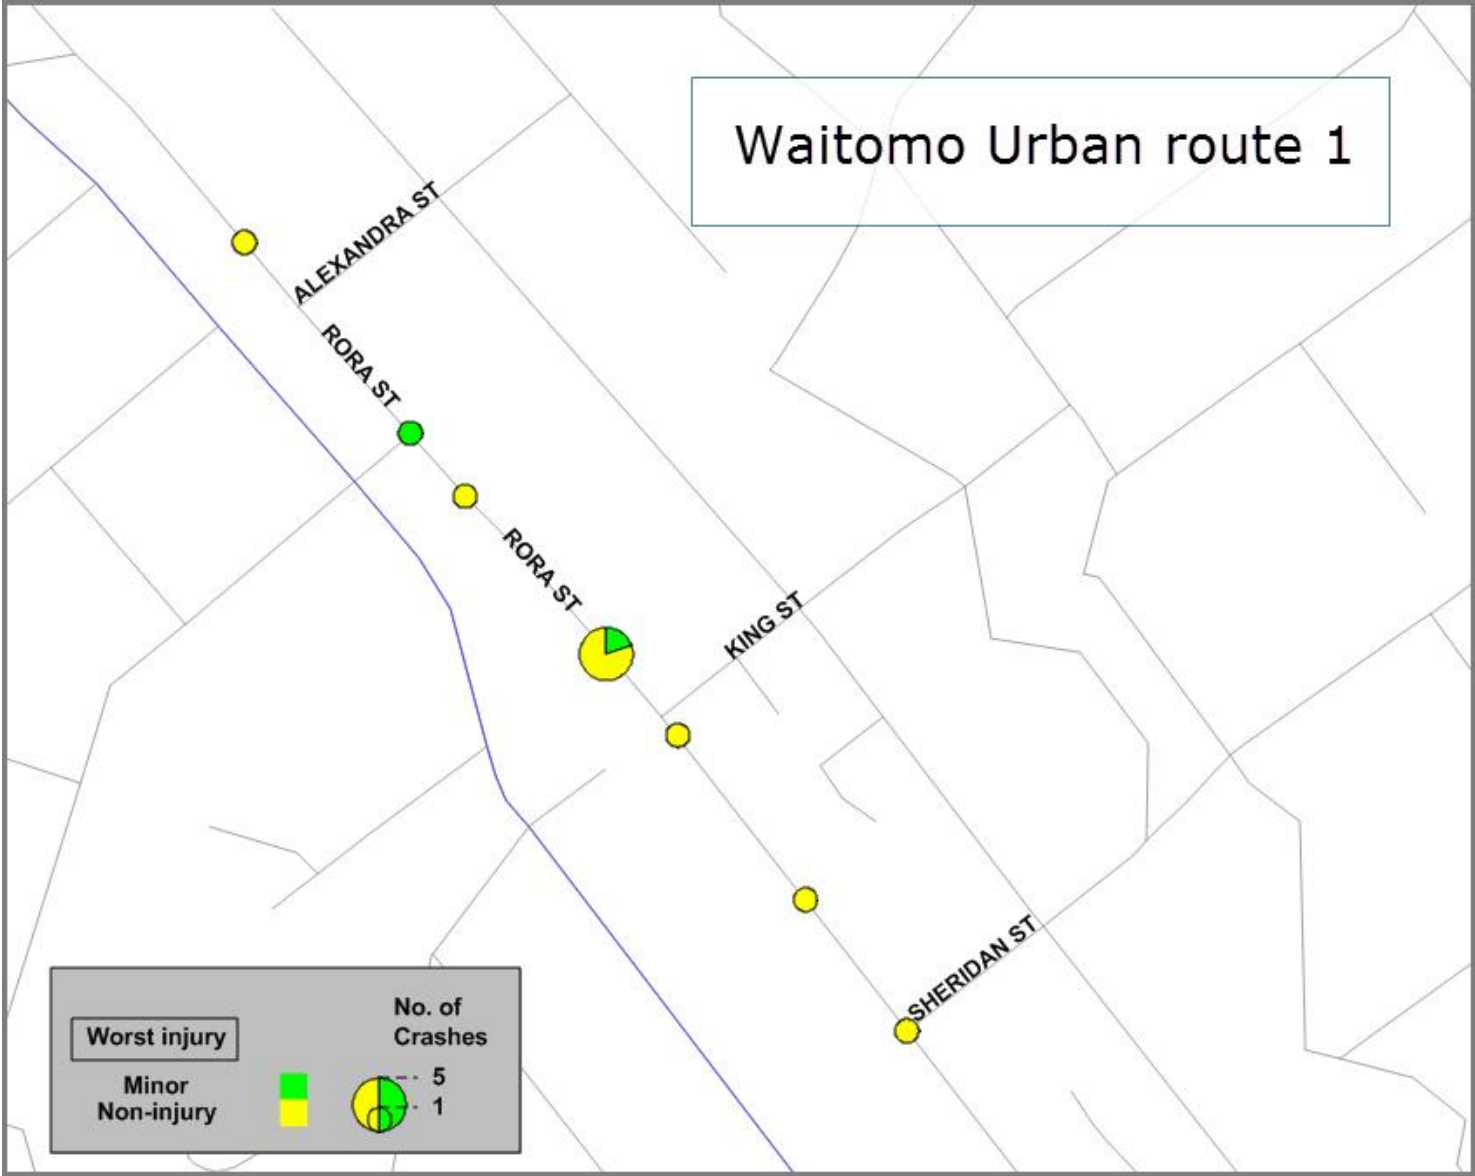 Waitomo Urban route 1
ALEXANDRA ST
RORA ST
RORA ST
KING ST
SHERIDAN ST
No. of
Crashes
Worst injury
Minor
Non-injury
5
1